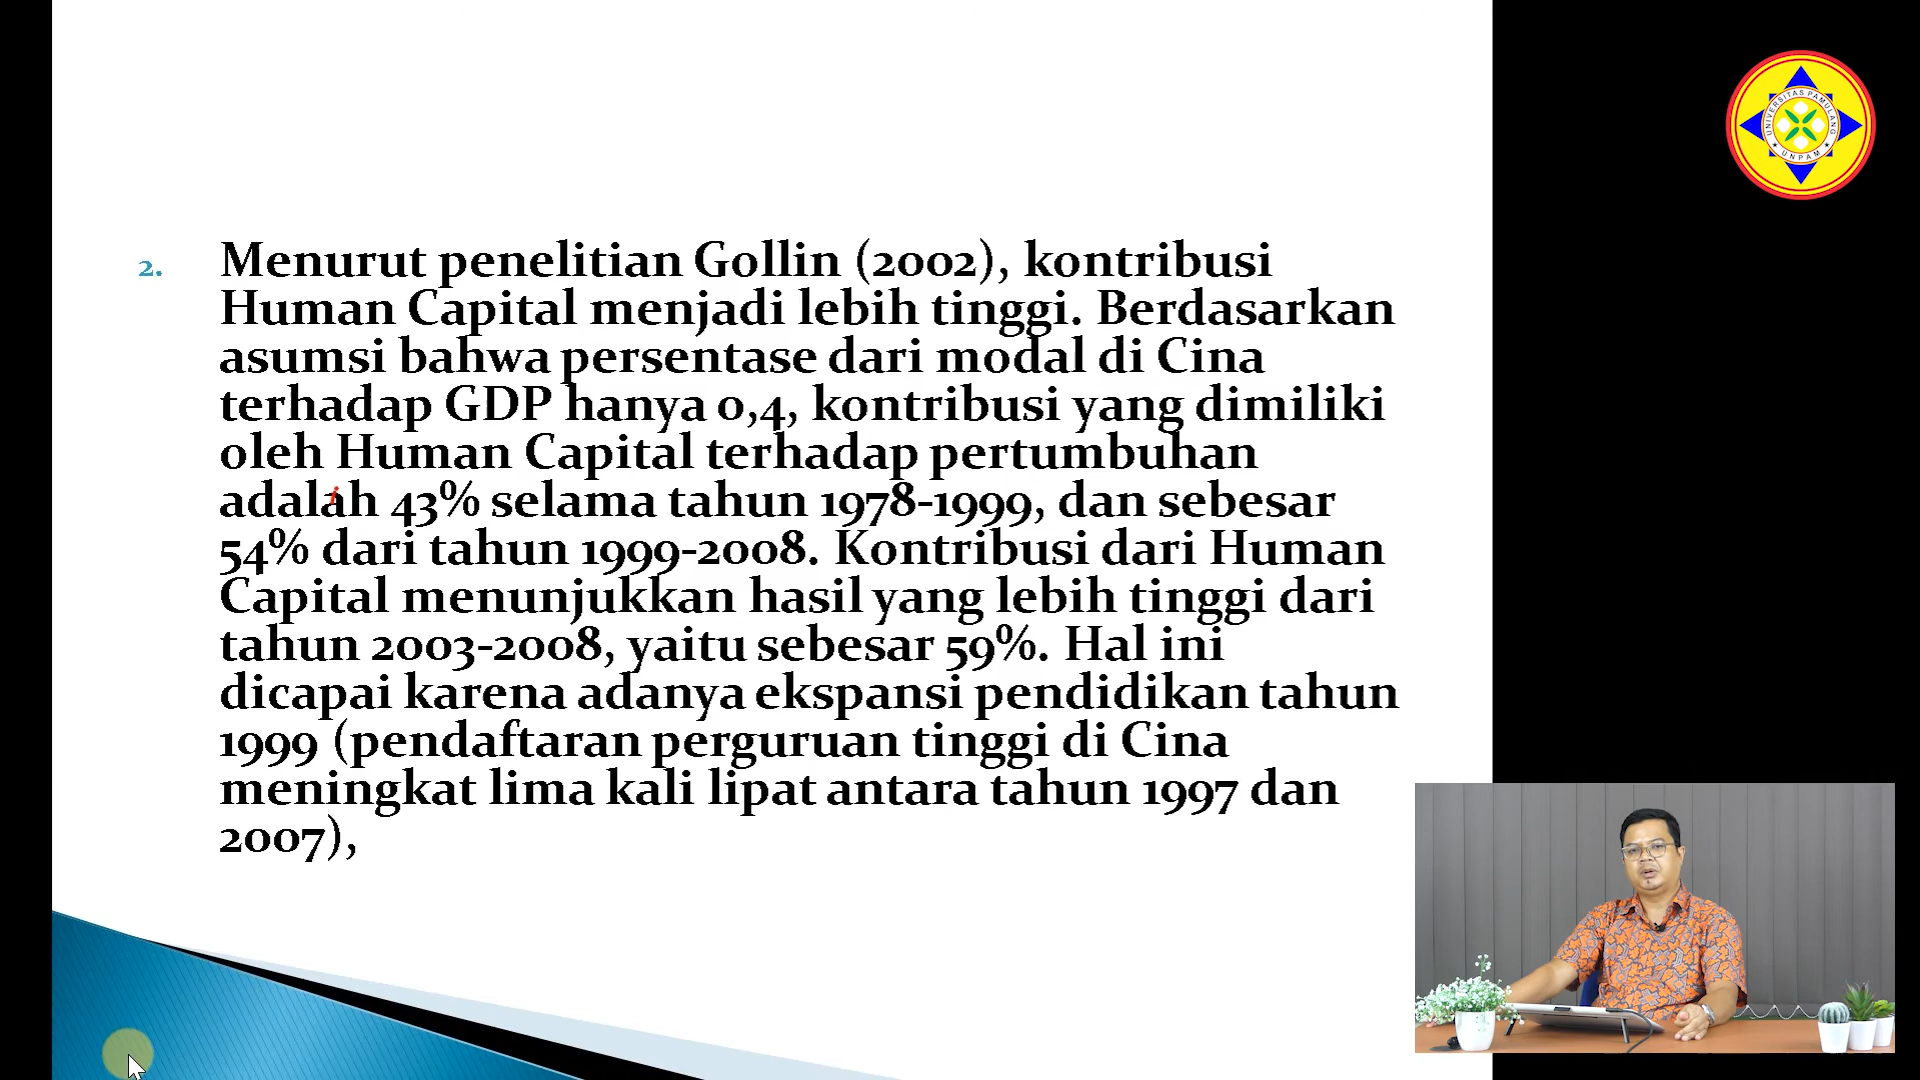 2. Menurut penelitian Gollin (2002), kontribusi
Human Capital menjadi lebih tinggi. Berdasarkan
asumsi bahwa persentase dari modal di Cina
terhadap GDP hanya 0,4, kontribusi yang dimiliki
oleh Human Capital terhadap pertumbuhan
adalah 43% selama tahun 1978-1999, dan sebesar
54% dari tahun 1999-2008. Kontribusi dari Human
Capital menunjukkan hasil yang lebih tinggi dari
tahun 2003-2008, yaitu sebesar 59%. Hal ini
dicapai karena adanya ekspansi pendidikan tahun
1999 (pendaftaran perguruan tinggi di Cina
meningkat lima kali lipat antara tahun 1997 dan
2007),
UNIVERSITAS PAMULANG
UNPAM